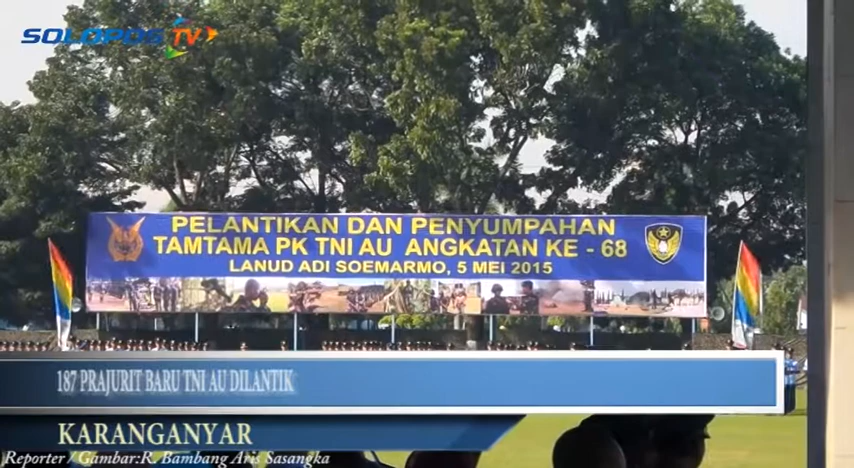 SOLOPOS TV
PELANTIKAN DAN PENYUMPAHAN
TAMTAMA PK TNI AU ANGKATAN KE - 68
LANUD ADI SOEMARMO, 5 MEI 2015
187 PRAJURIT BARU TNI AU DILANTIK
KARANGANYAR
Reporter / Gambar:R.Bambang Aris Sasangka